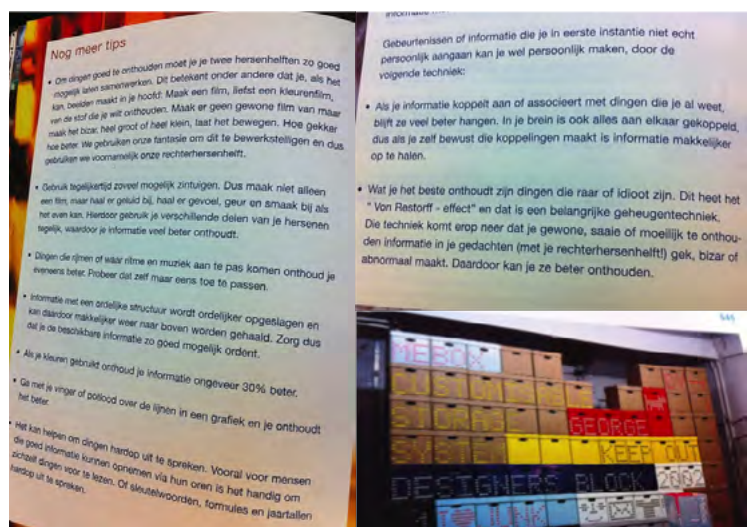 Nog meer tips
• Om dingen goed te onthouden moet je je twee hersenhelften zo goed
mogelijk laten samenwerken. Dit betekent onder andere dat je, als het
kan, beelden maakt in je hoofd: Maak een film, liefst een kleurenfilm,
van de stof die je wilt onthouden. Maak er geen gewone film van maar
maak het bizar, heel groot of heel klein, laat het bewegen. Hoe gekker
hoe beter. We gebruiken onze fantasie om dit te bewerkstelligen en dus
gebruiken we voornamelijk onze rechterhersenhelft.
• Gebruik tegelijkertijd zoveel mogelijk zintuigen. Dus maak niet alleen
een film, maar haal er geluid bij, haal er gevoel, geur en smaak bij als
het even kan. Hierdoor gebruik je verschillende delen van je hersenen
tegelijk, waardoor je informatie veel beter onthoudt.
• Dingen die rijmen of waar ritme en muziek aan te pas komen onthoud je
eveneens beter. Probeer dat zelf maar eens toe te passen.
• Informatie met een ordelijke structuur wordt ordelijker opgeslagen en
kan daardoor makkelijker weer naar boven worden gehaald. Zorg dus
dat je de beschikbare informatie zo goed mogelijk ordent.
• Als je kleuren gebruikt onthoud je informatie ongeveer 30% beter.
• Ga met je vinger of potlood over de lijnen in een grafiek en je onthoudt
het beter.
• Het kan helpen om dingen hardop uit te spreken. Vooral voor mensen
die goed informatie kunnen opnemen via hun oren is het handig om
zichzelf dingen voor te lezen. Of sleutelwoorden, formules en jaartallen
hardop uit te spreken.
Gebeurtenissen of informatie die je in eerste instantie niet echt
persoonlijk aangaan kan je wel persoonlijk maken, door de
volgende techniek:
• Als je informatie koppelt aan of associeert met dingen die je al weet,
blijft ze veel beter hangen. In je brein is ook alles aan elkaar gekoppeld,
dus als je zelf bewust die koppelingen maakt is informatie makkelijker
op te halen.
• Wat je het beste onthoudt zijn dingen die raar of idioot zijn. Dit heet het
" Von Restorff - effect" en dat is een belangrijke geheugentechniek.
Die techniek komt erop neer dat je gewone, saaie of moeilijk te onthou-
den informatie in je gedachten (met je rechterhersenhelft!) gek, bizar of
abnormaal maakt. Daardoor kan je ze beter onthouden.
MEBOX
CUSTOMISABLE
STORAGE GEORGE
SYSTEM KEEP OUT
DESIGNERS BLOCK 2002
JUNK